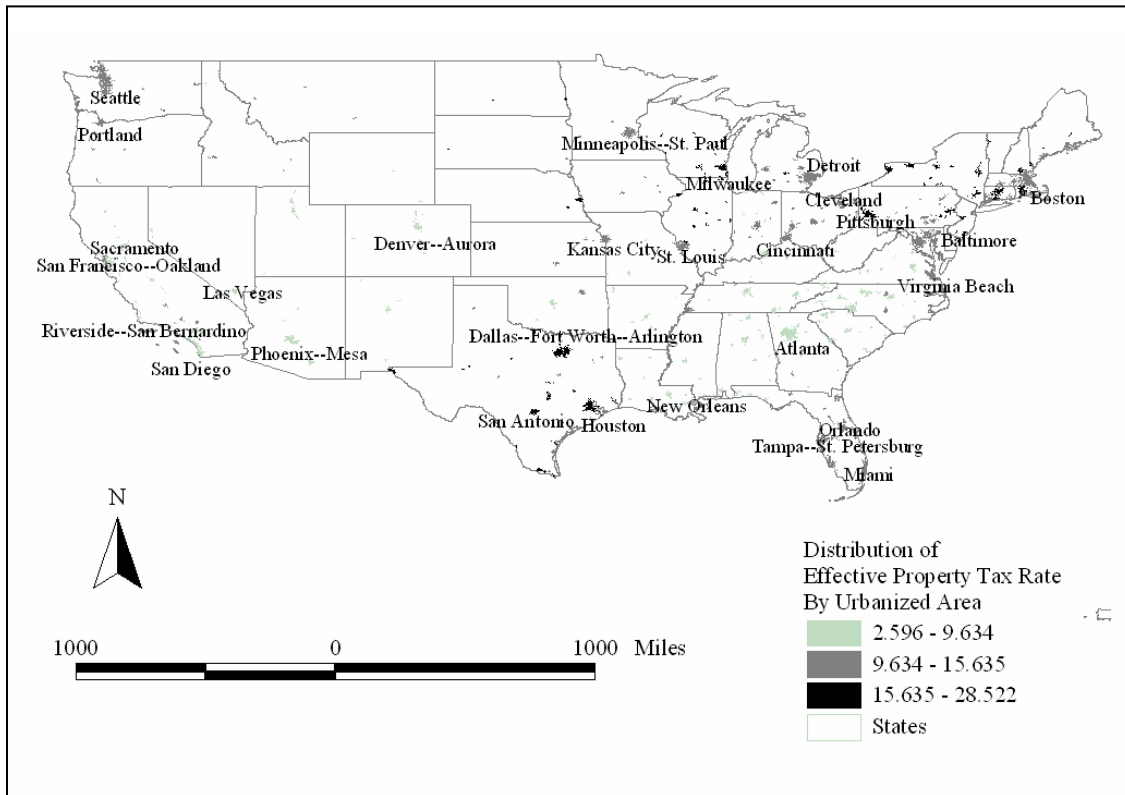 Seattle
Portland
Minneapolis--St. Paul
Milwaukee
Detroit
Cleveland
Pittsburgh
Boston
Baltimore
Sacramento
San Francisco--Oakland
Denver--Aurora
Kansas City
St. Louis
Cincinnati
Las Vegas
Virginia Beach
Riverside--San Bernardino
Dallas--Fort Worth--Arlington
Phoenix--Mesa
Atlanta
San Diego
New Orleans
San Antonio
Houston
Orlando
Tampa--St. Petersburg
Miami
N
Distribution of
Effective Property Tax Rate
By Urbanized Area
2.596 - 9.634
9.634 - 15.635
15.635 - 28.522
States
1000 0 1000 Miles